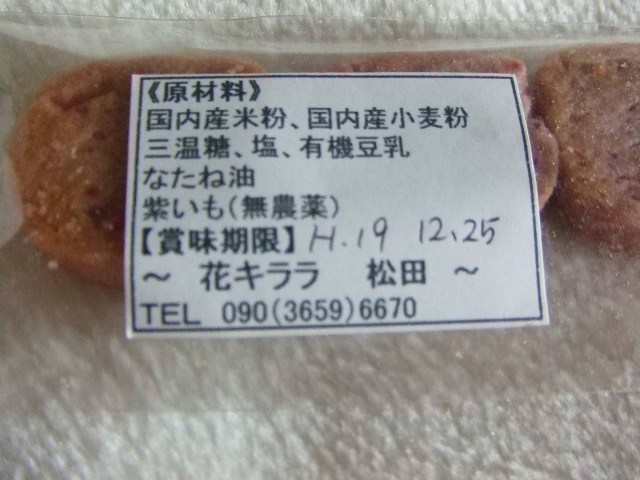 《原材料》
国内産米粉、国内産小麦粉
三温糖、塩、有機豆乳
なたね油
紫いも(無農薬)
【賞味期限】H.19 12.25
～ 花キララ 松田 ～
TEL 090(3659)6670